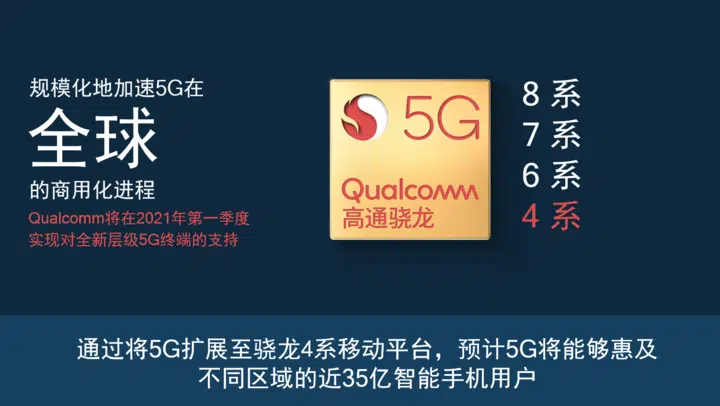 规模化地加速5G在
全球
的商用化进程
Qualcomm将在2021年第一季度
实现对全新层级5G终端的支持
5G
Qualcomm
高通骁龙
8 系
7 系
6 系
4 系
通过将5G扩展至骁龙4系移动平台，预计5G将能够惠及
不同区域的近35亿智能手机用户